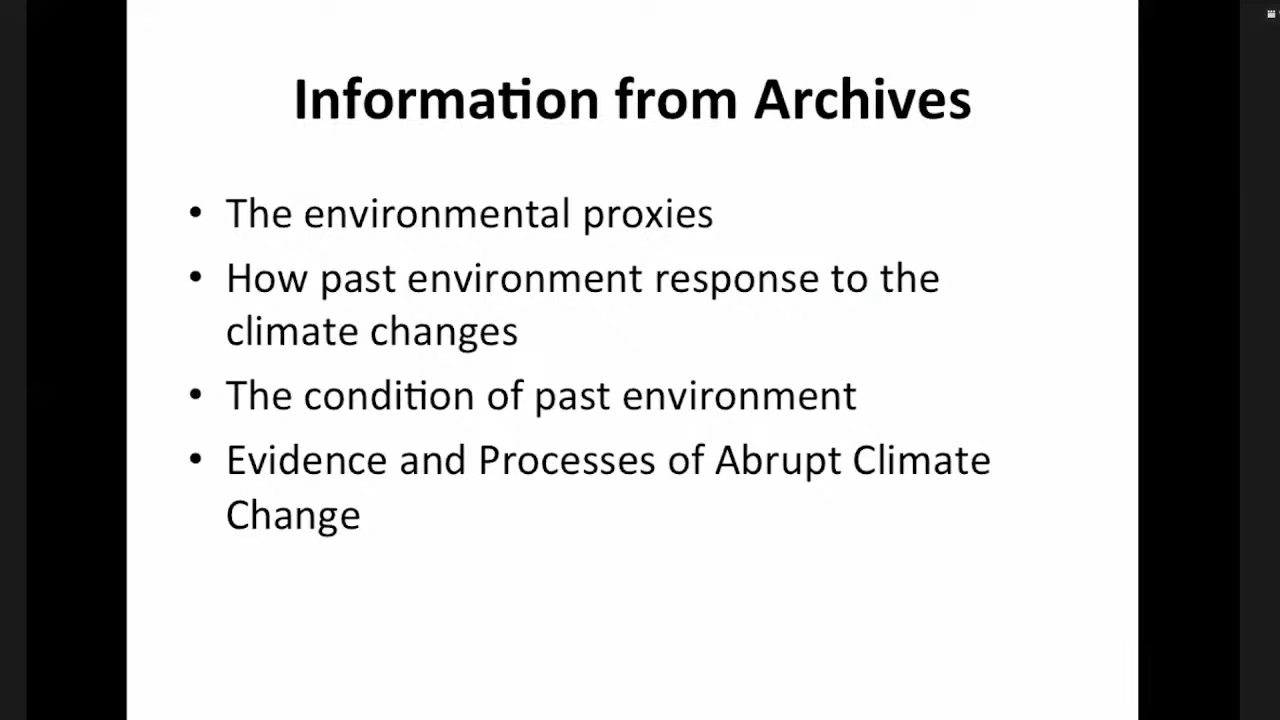 Information from Archives
• The environmental proxies
• How past environment response to the
climate changes
• The condition of past environment
• Evidence and Processes of Abrupt Climate
Change